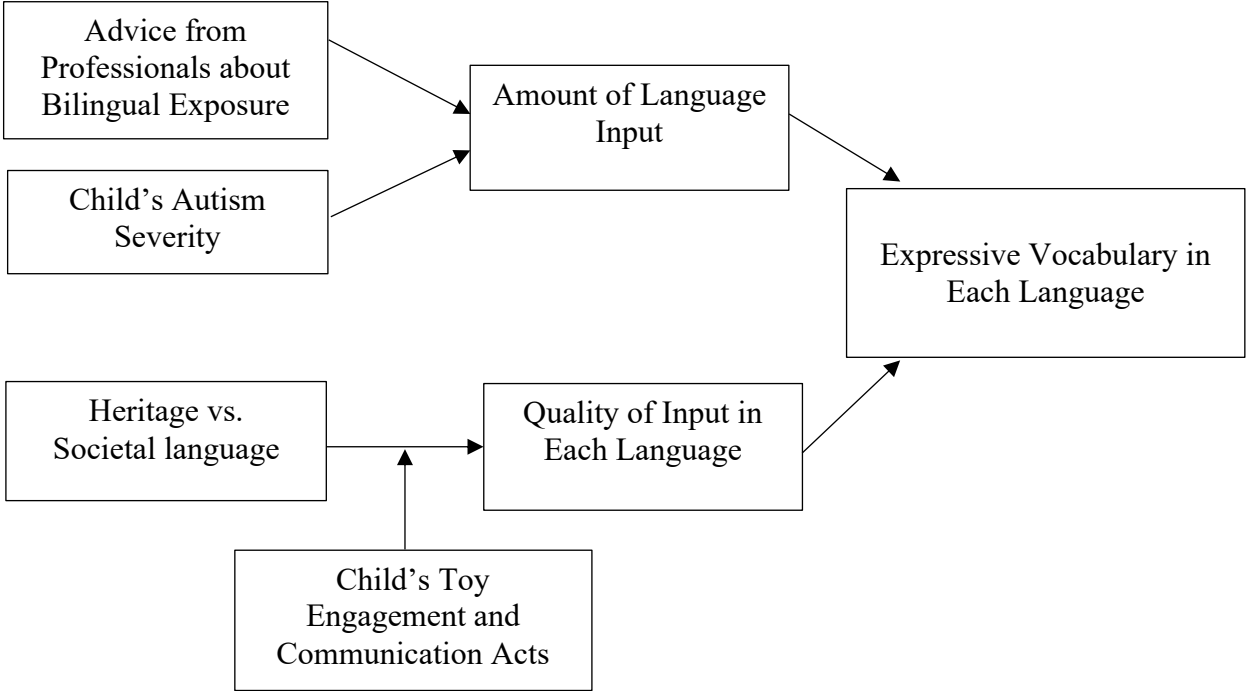 Advice from
Professionals about
Bilingual Exposure
Amount of Language
Input
Child’s Autism
Severity
Expressive Vocabulary in
Each Language
Heritage vs.
Societal language
Quality of Input in
Each Language
Child’s Toy
Engagement and
Communication Acts